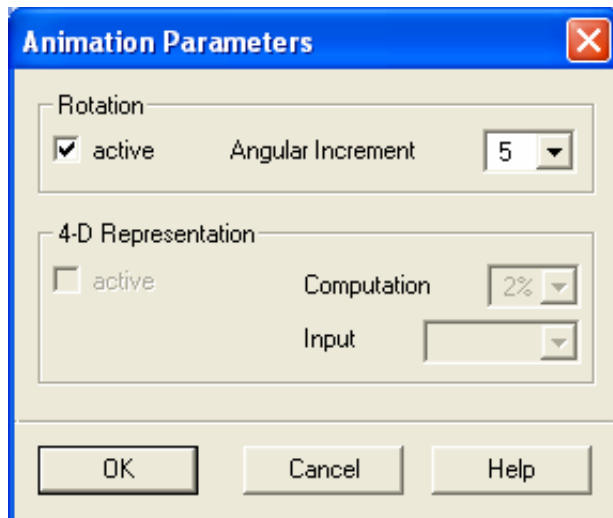 Animation Parameters
Rotation
active Angular Increment 5
4-D Representation
active Computation 2%
Input
OK Cancel Help